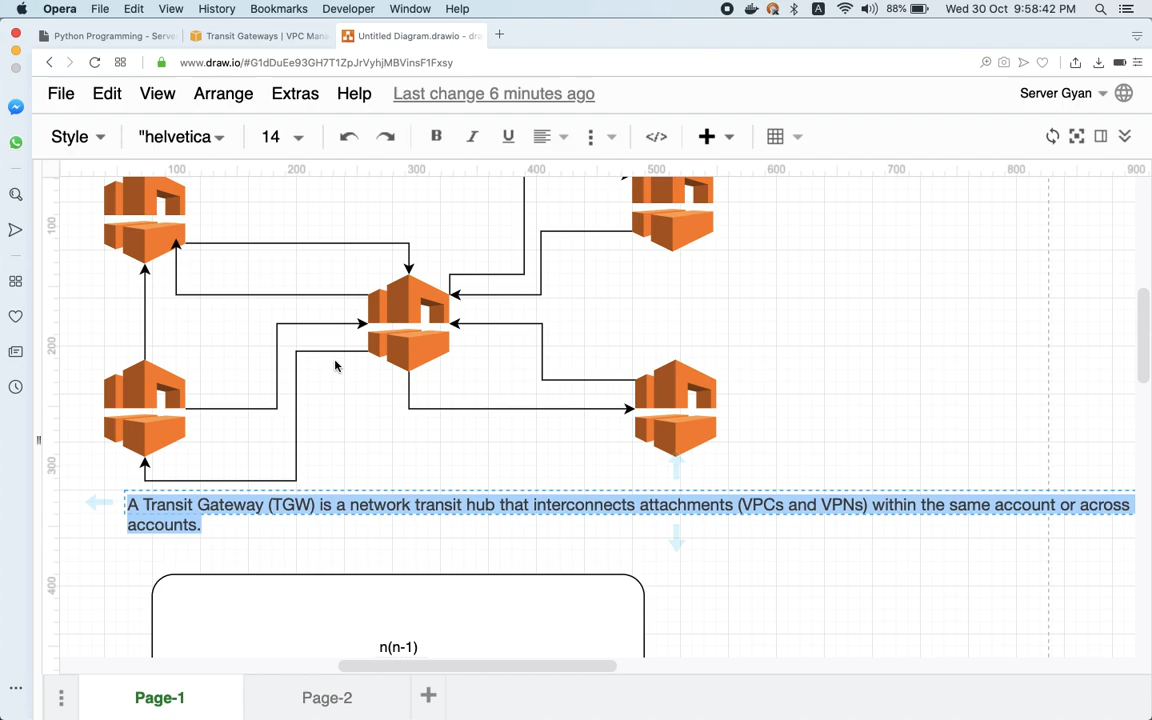 Opera File Edit View History Bookmarks Developer Window Help
A 88% Wed 30 Oct 9:58:42 PM
Python Programming - Serve
Transit Gateways | VPC Mana
Untitled Diagram.drawio - dra
www.draw.io/#G1dDuEe93GH7T1ZpJrVyhjMBVinsF1Fxsy
File Edit View Arrange Extras Help Last change 6 minutes ago Server Gyan
Style "helvetica 14 B I U
100 200 300 400 500 600 700 800 900
100
200
300
400
A Transit Gateway (TGW) is a network transit hub that interconnects attachments (VPCs and VPNs) within the same account or across
accounts.
n(n-1)
Page-1 Page-2